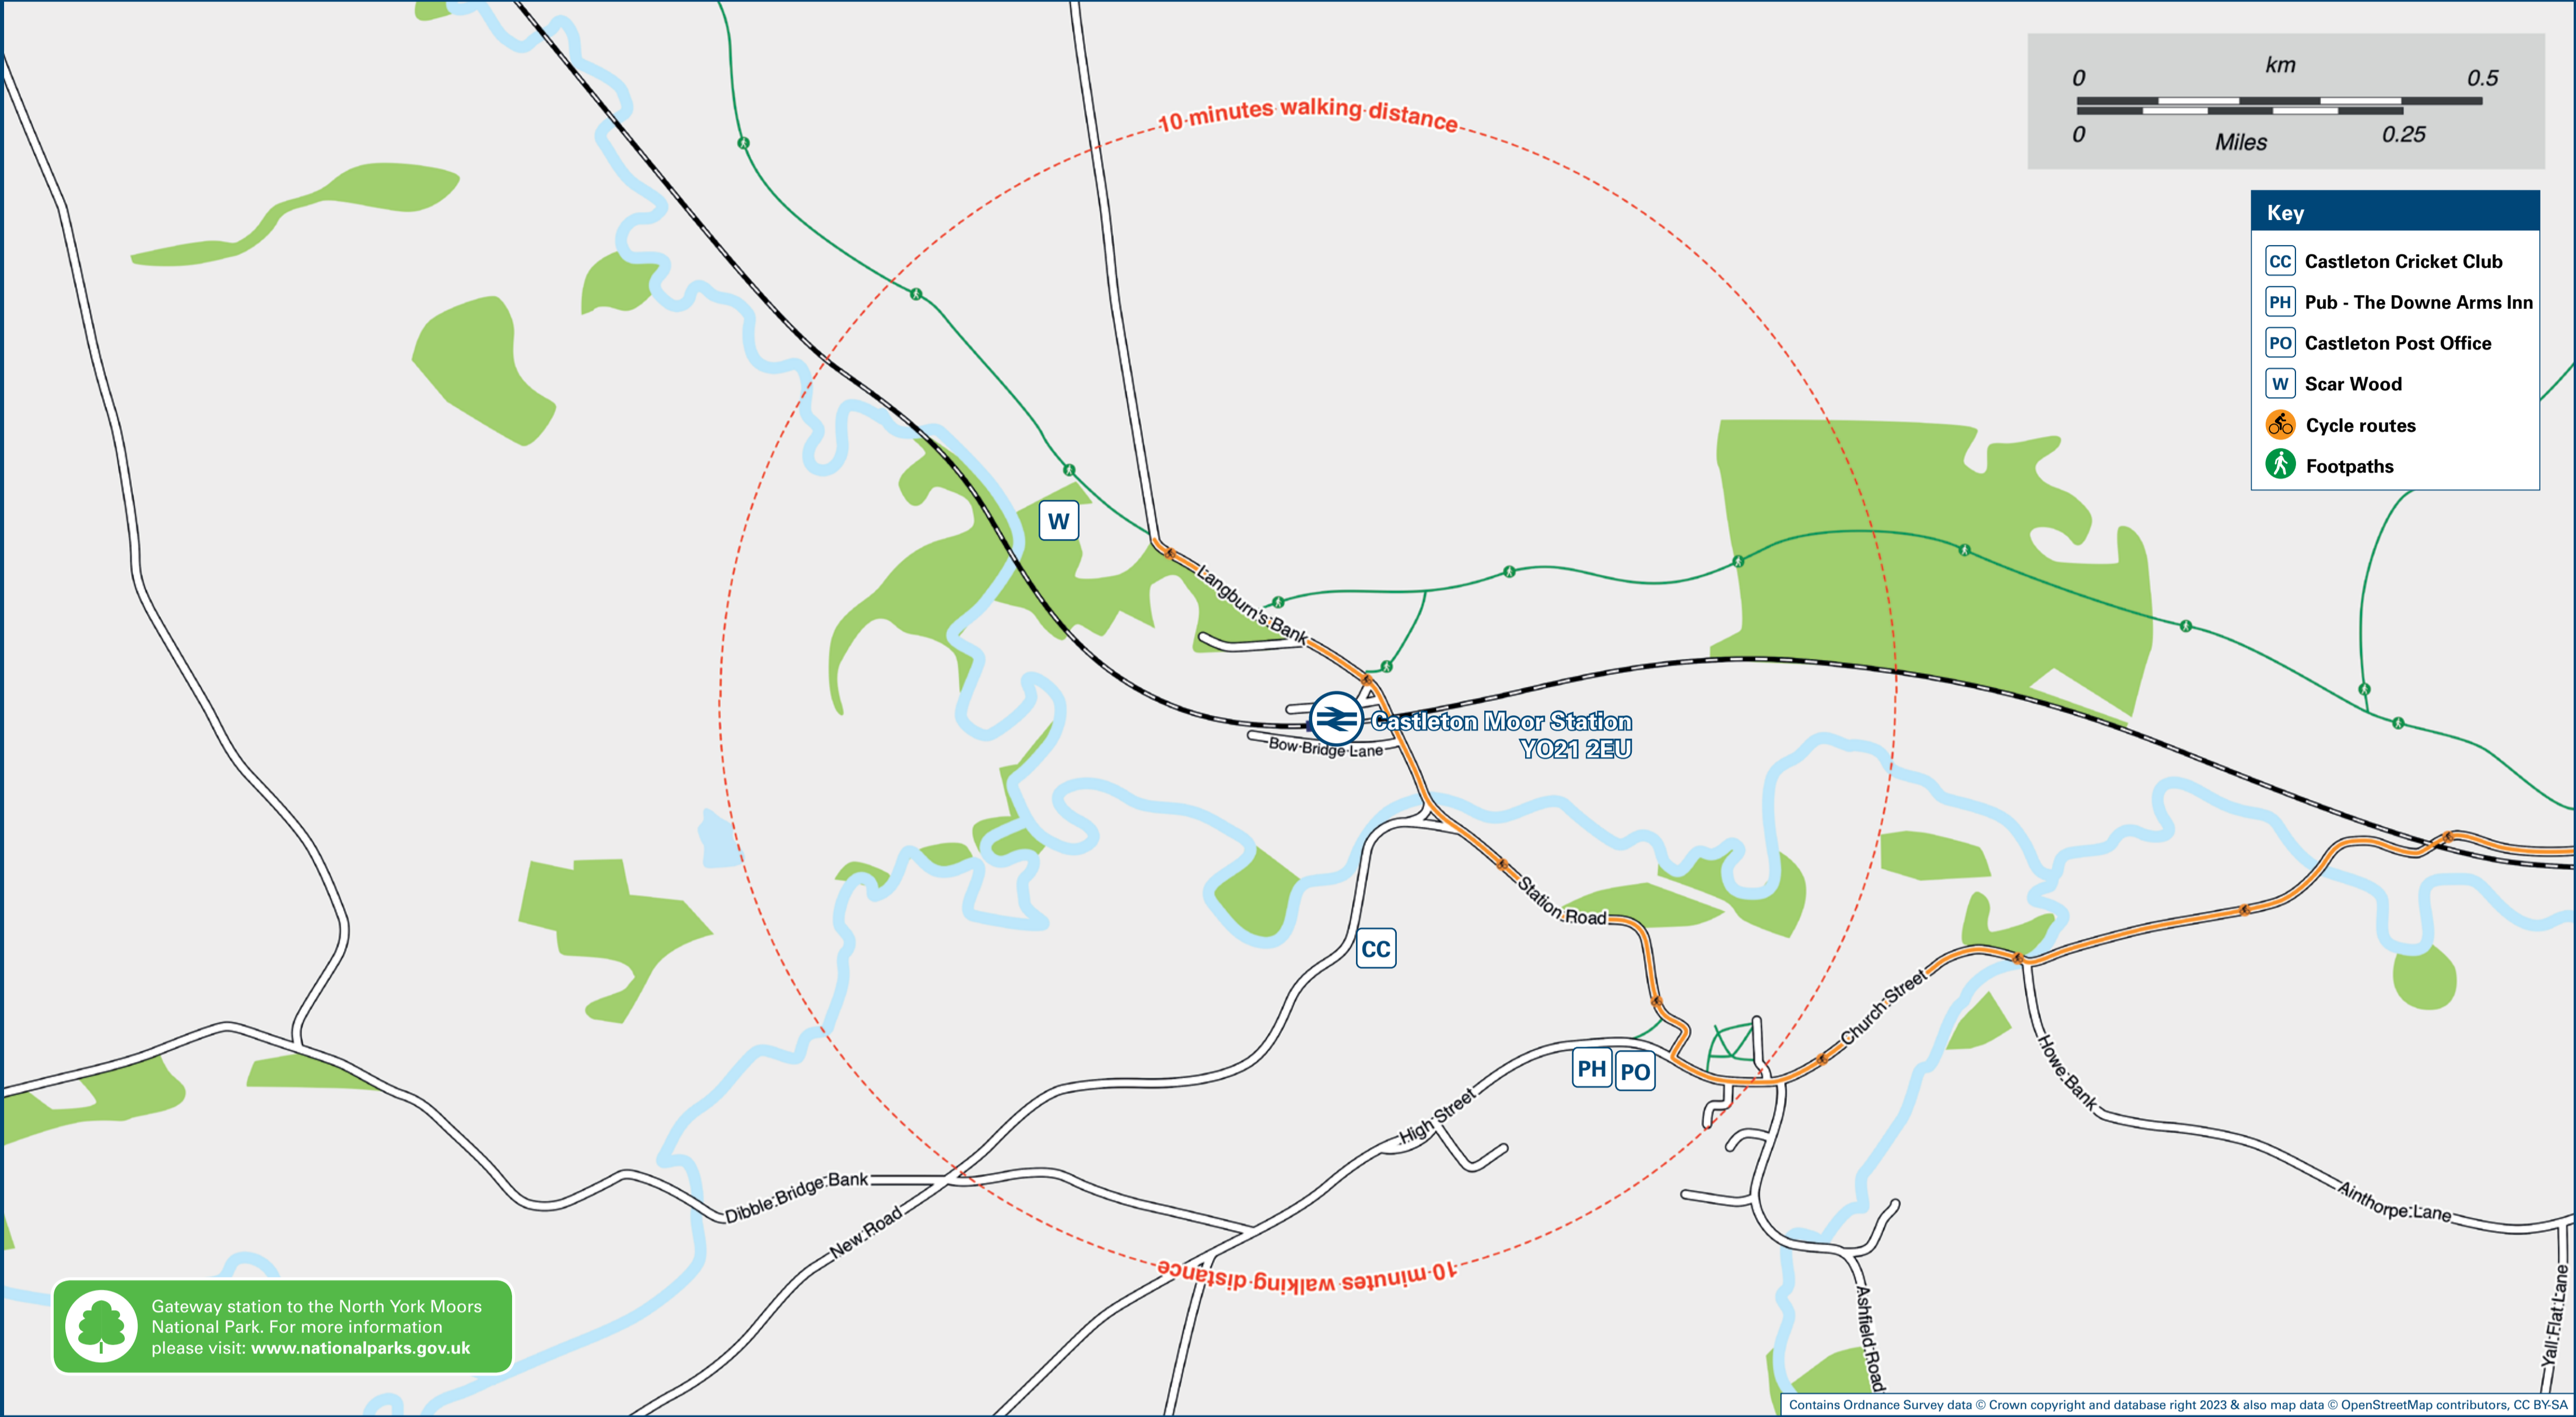 10 minutes walking distance
km
0 0.5
0 0.25
Miles
Key
CC Castleton Cricket Club
PH Pub - The Downe Arms Inn
PO Castleton Post Office
W Scar Wood
Cycle routes
Footpaths
W
Langburn's Bank
Castleton Moor Station
YO21 2EU
Bow Bridge Lane
Station Road
CC
Church Street
PH
PO
Howe Bank
High Street
Dibble Bridge Bank
New Road
Ainthorpe Lane
10 minutes walking distance
Ashfield Road
Yall Flat Lane
Gateway station to the North York Moors
National Park. For more information
please visit: www.nationalparks.gov.uk
Contains Ordnance Survey data © Crown copyright and database right 2023 & also map data © OpenStreetMap contributors, CC BY-SA